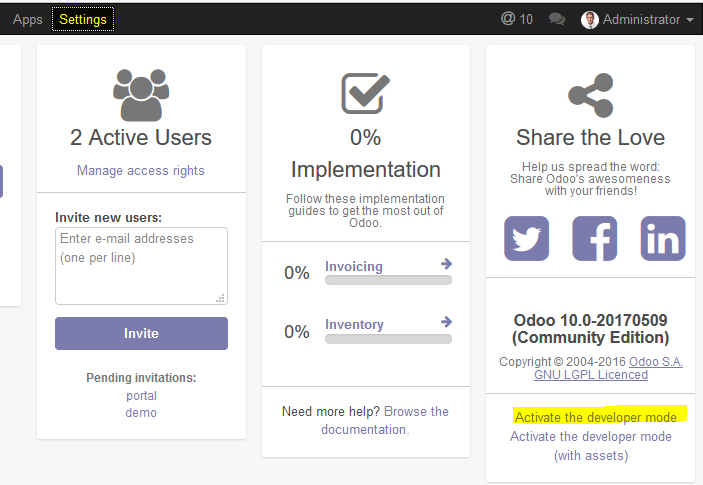 Apps Settings @ 10 Administrator
2 Active Users
Manage access rights
Invite new users:
Enter e-mail addresses
(one per line)
Invite
Pending invitations:
portal
demo
0%
Implementation
Follow these implementation
guides to get the most out of
Odoo.
0% Invoicing
0% Inventory
Need more help? Browse the
documentation.
Share the Love
Help us spread the word:
Share Odoo's awesomeness
with your friends!
Odoo 10.0-20170509
(Community Edition)
Copyright © 2004-2016 Odoo S.A.
GNU LGPL Licenced
Activate the developer mode
Activate the developer mode
(with assets)